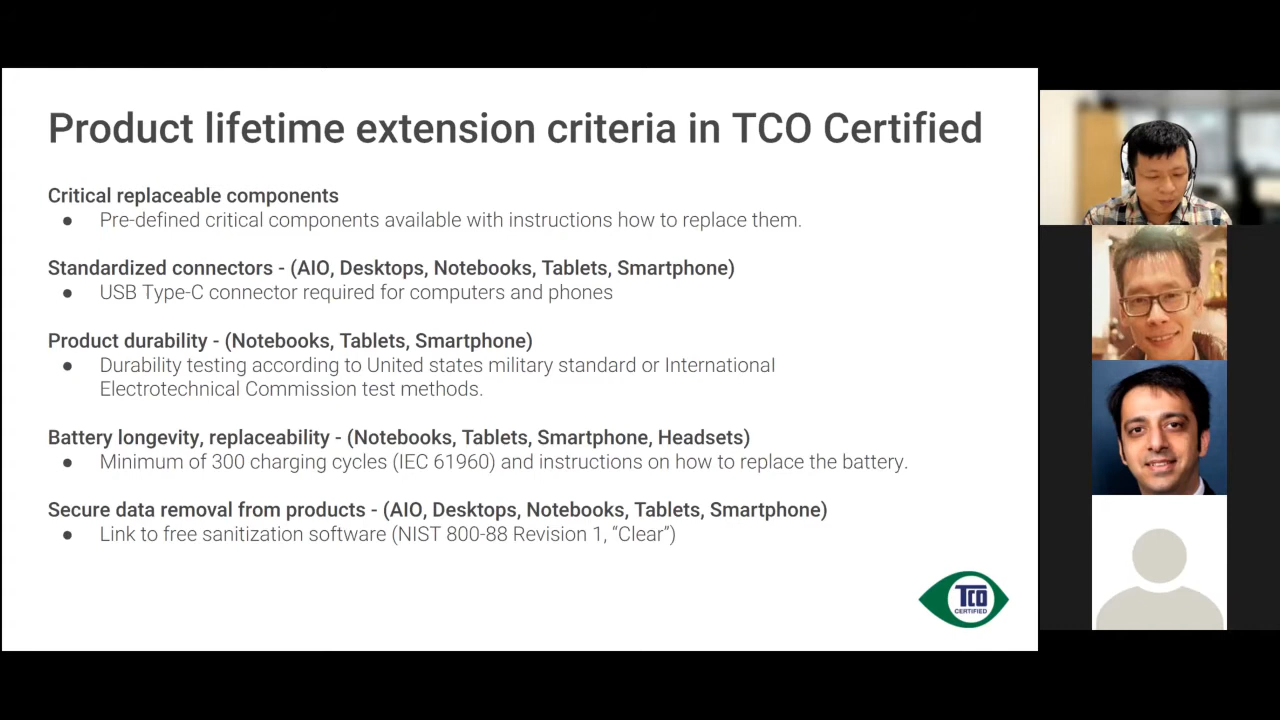 Product lifetime extension criteria in TCO Certified
Critical replaceable components
● Pre-defined critical components available with instructions how to replace them.
Standardized connectors - (AIO, Desktops, Notebooks, Tablets, Smartphone)
● USB Type-C connector required for computers and phones
Product durability - (Notebooks, Tablets, Smartphone)
● Durability testing according to United states military standard or International
Electrotechnical Commission test methods.
Battery longevity, replaceability - (Notebooks, Tablets, Smartphone, Headsets)
● Minimum of 300 charging cycles (IEC 61960) and instructions on how to replace the battery.
Secure data removal from products - (AIO, Desktops, Notebooks, Tablets, Smartphone)
● Link to free sanitization software (NIST 800-88 Revision 1, “Clear”)
TCO
CERTIFIED